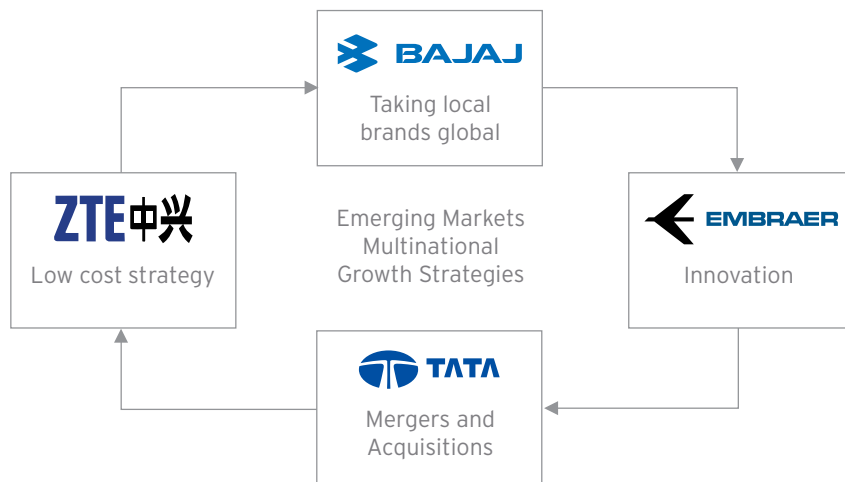 BAJAJ
Taking local
brands global
ZTE中兴
Low cost strategy
Emerging Markets
Multinational
Growth Strategies
EMBRAER
Innovation
TATA
Mergers and
Acquisitions